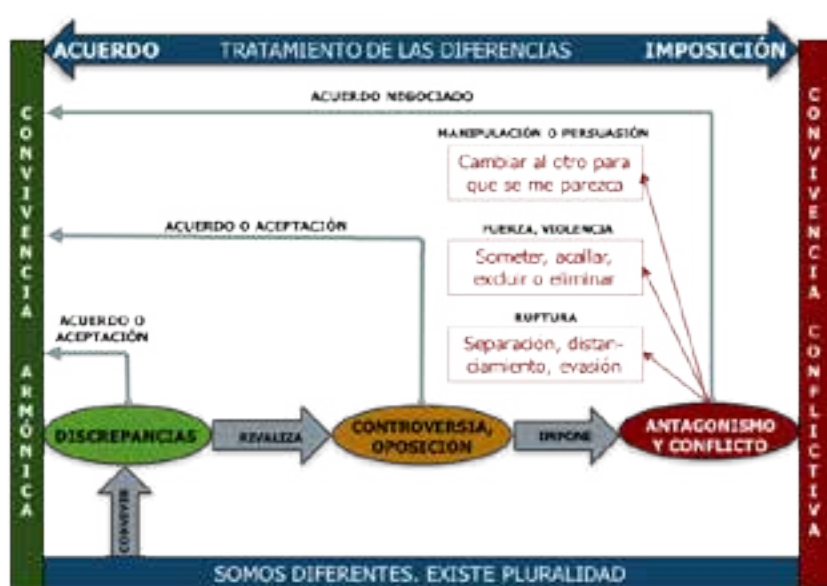 ACUERDO
TRATAMIENTO DE LAS DIFERENCIAS
IMPOSICIÓN
CONVIVENCIA ARMÓNICA
CONVIVENCIA CONFLICTIVA
ACUERDO NEGOCIADO
MANIPULACIÓN O PERSUASIÓN
Cambiar al otro para
que se me parezca
ACUERDO O ACEPTACIÓN
FUERZA, VIOLENCIA
Someter, acallar,
excluir o eliminar
ACUERDO O
ACEPTACIÓN
RUPTURA
Separación, distan-
ciamiento, evasión
DISCREPANCIAS
RIVALIZA
CONTROVERSIA,
OPOSICIÓN
IMPONE
ANTAGONISMO
Y CONFLICTO
CONVIVIR
SOMOS DIFERENTES. EXISTE PLURALIDAD